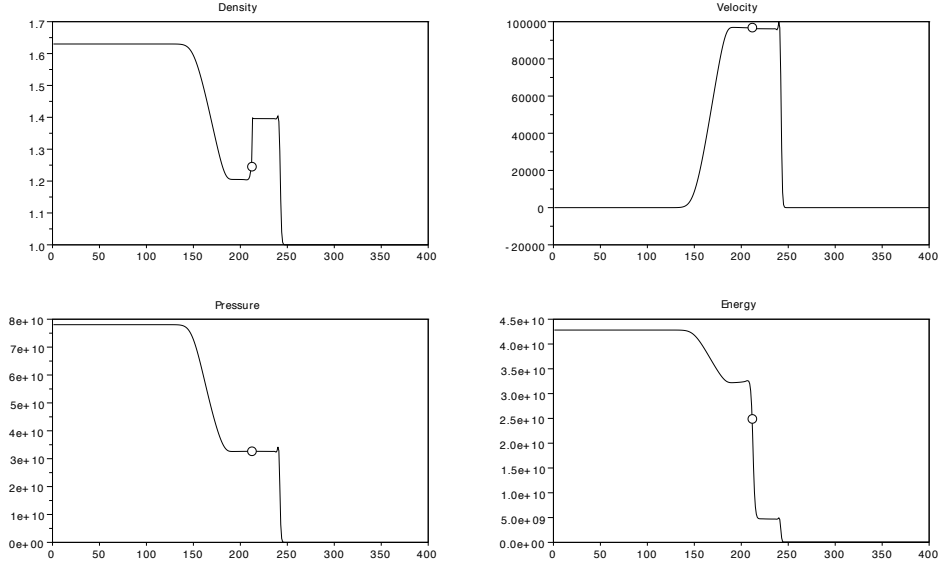 Density
1.7
1.6
1.5
1.4
1.3
1.2
1.1
1.0
0 50 100 150 200 250 300 350 400
Velocity
100000
80000
60000
40000
20000
0
-20000
0 50 100 150 200 250 300 350 400
Pressure
8e+10
7e+10
6e+10
5e+10
4e+10
3e+10
2e+10
1e+10
0e+00
0 50 100 150 200 250 300 350 400
Energy
4.5e+10
4.0e+10
3.5e+10
3.0e+10
2.5e+10
2.0e+10
1.5e+10
1.0e+10
5.0e+09
0.0e+00
0 50 100 150 200 250 300 350 400